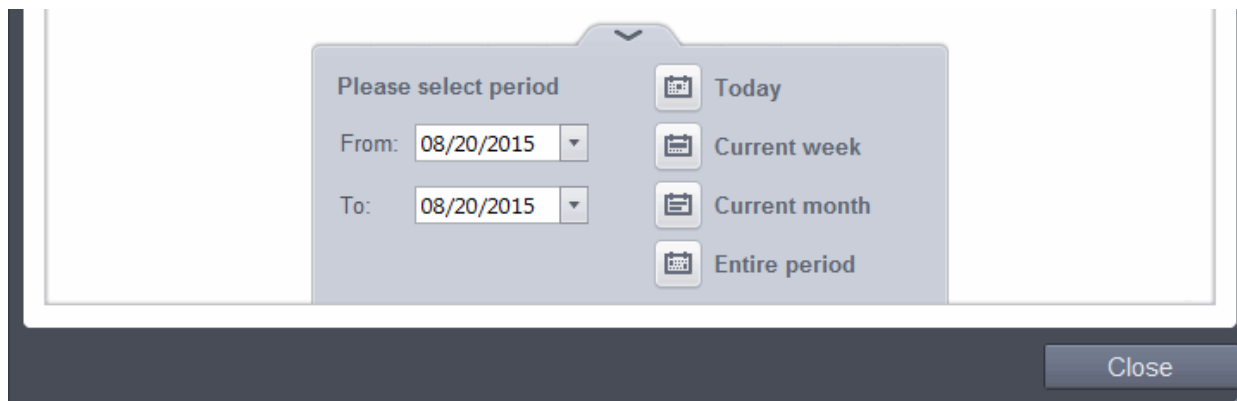 Please select period
From: 08/20/2015
To: 08/20/2015
Today
Current week
Current month
Entire period
Close